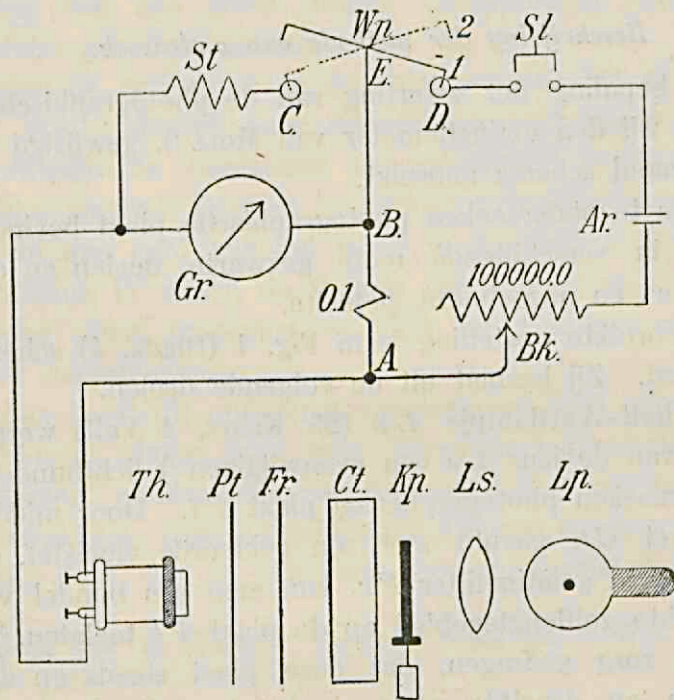 Wp. 2
St Sl.
E. 1
C. D.
B. Ar.
Gr. 100000.0
0.1
A Bk.
Th. Pt Fr. Ct. Kp. Ls. Lp.